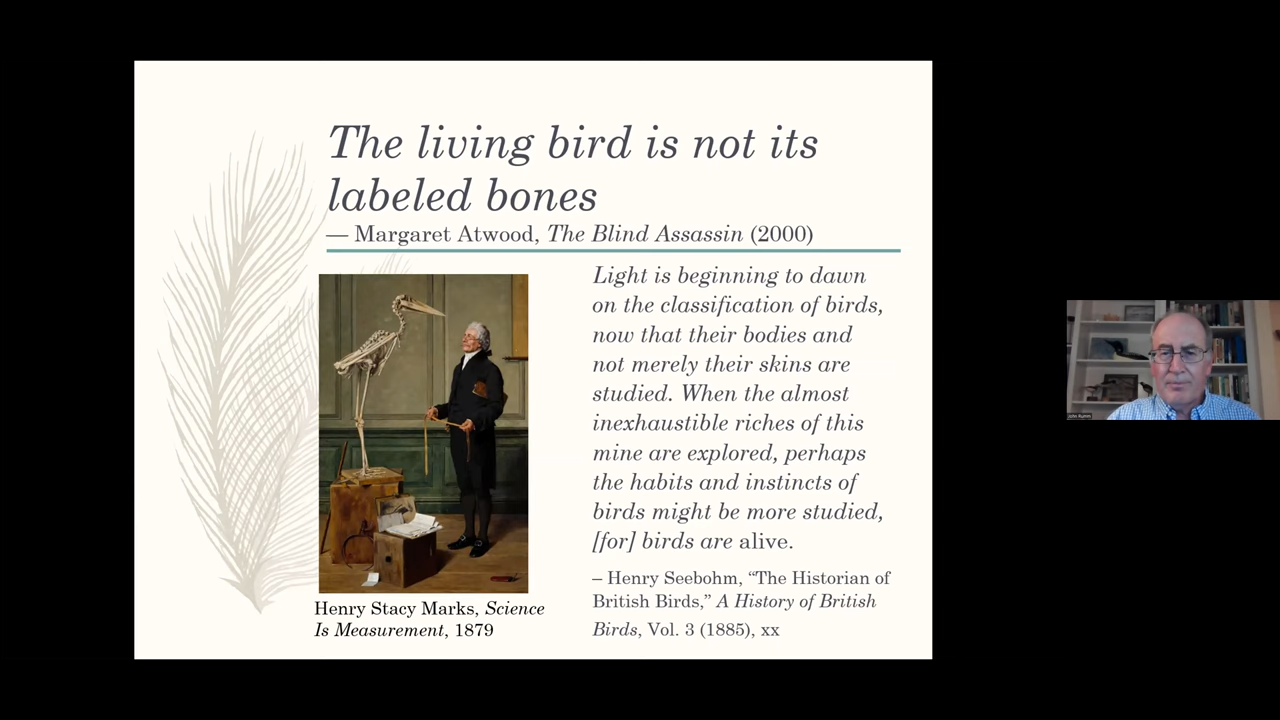 The living bird is not its
labeled bones
— Margaret Atwood, The Blind Assassin (2000)
Light is beginning to dawn
on the classification of birds,
now that their bodies and
not merely their skins are
studied. When the almost
inexhaustible riches of this
mine are explored, perhaps
the habits and instincts of
birds might be more studied,
[for] birds are alive.
– Henry Seebohm, “The Historian of
British Birds,” A History of British
Birds, Vol. 3 (1885), xx
Henry Stacy Marks, Science
Is Measurement, 1879
John Rumm